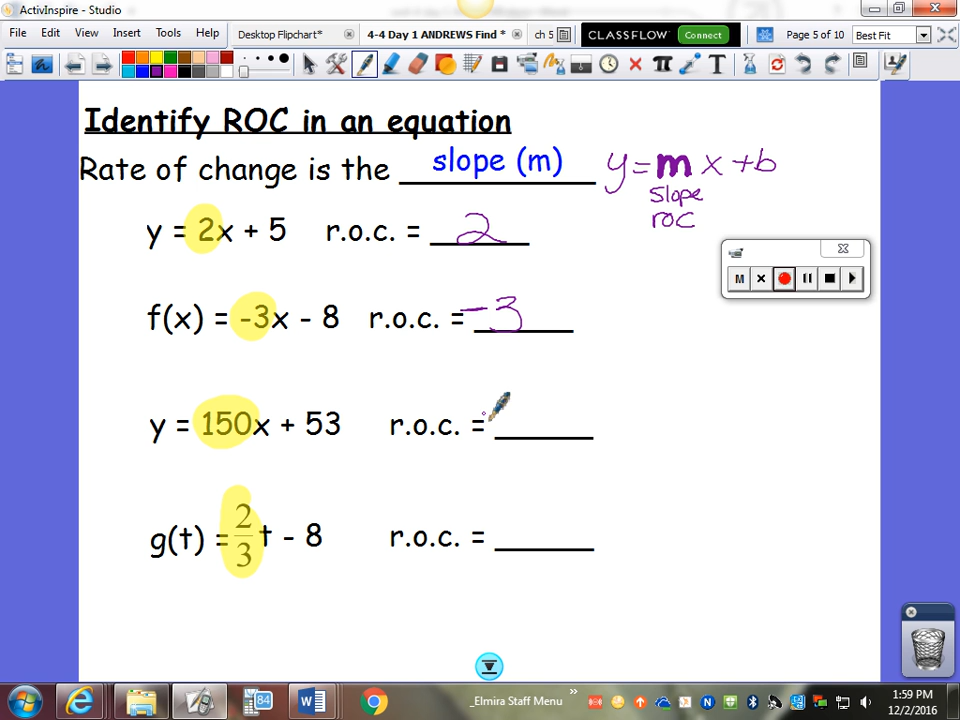 ActivInspire - Studio
File Edit View Insert Tools Help Desktop Flipchart* 4-4 Day 1 ANDREWS Find * ch 5 CLASSFLOW Connect Page 5 of 10 Best Fit
Identify ROC in an equation
Rate of change is the slope (m) y = m x + b
slope
roc
y = 2x + 5 r.o.c. = 2
M
f(x) = -3x - 8 r.o.c. = -3
y = 150x + 53 r.o.c. = ______
g(t) = 2/3 t - 8 r.o.c. = ______
84 _Elmira Staff Menu 1:59 PM
12/2/2016